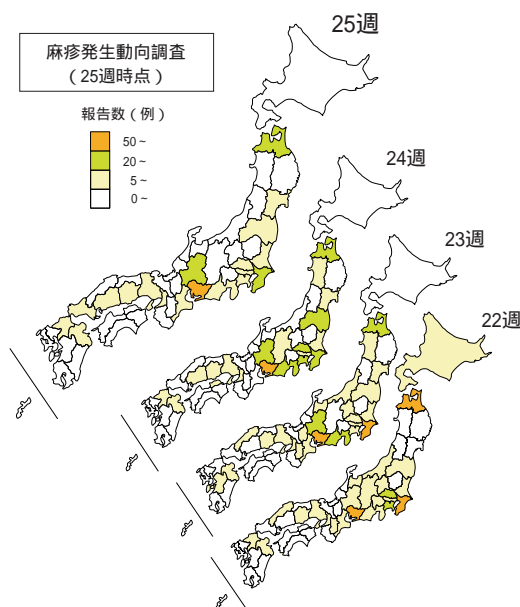 麻疹発生動向調査
（25週時点）
報告数（例）
50～
20～
5～
0～
25週
24週
23週
22週